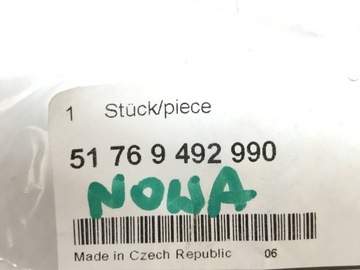 1 Stück/piece
51 76 9 492 990
NOWA
Made in Czech Republic 06